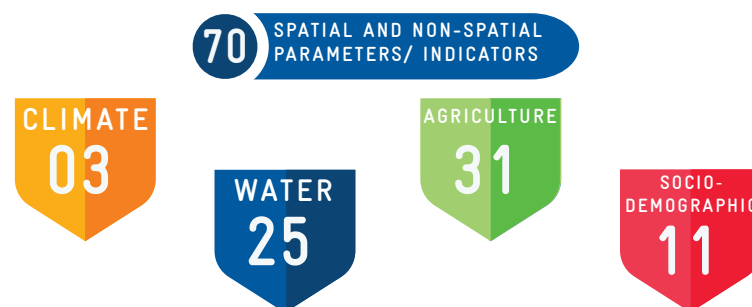 70
SPATIAL AND NON-SPATIAL
PARAMETERS/ INDICATORS
CLIMATE
03
WATER
25
AGRICULTURE
31
SOCIO-
DEMOGRAPHIC
11